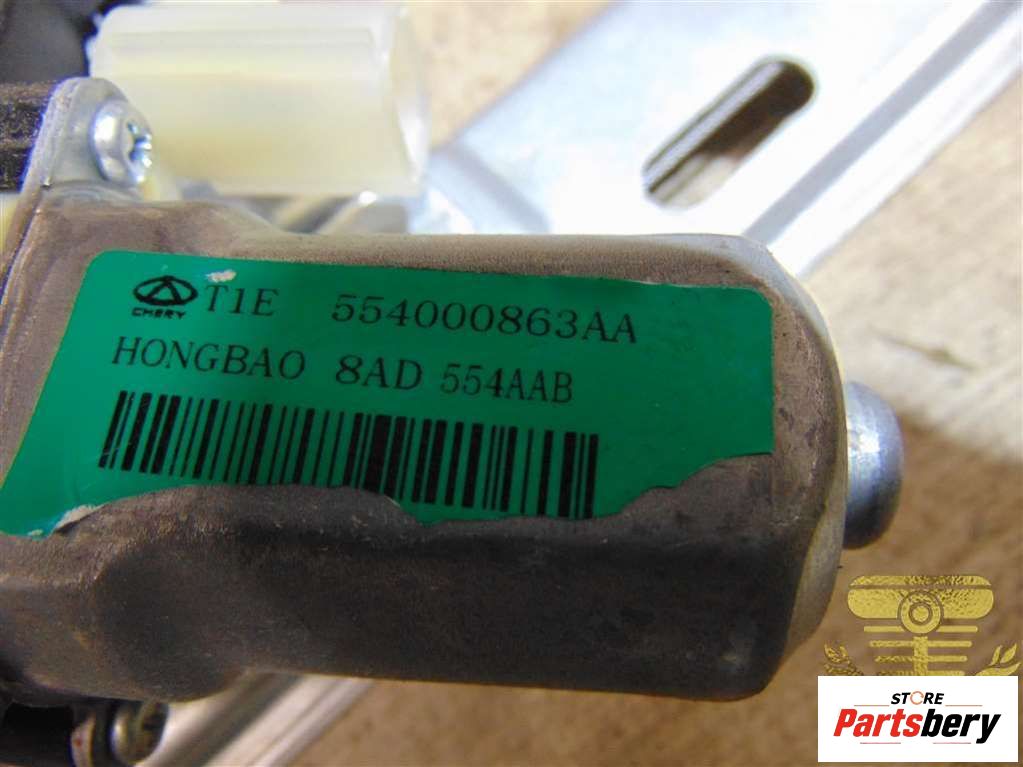 CHERY T1E 554000863AA
HONGBAO 8AD 554AAB
STORE
Partsbery